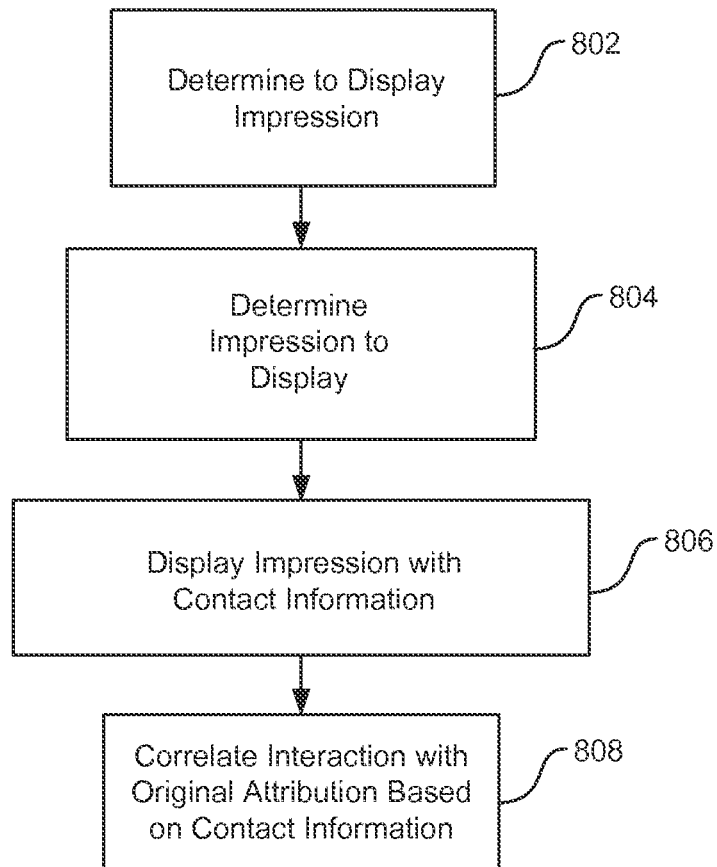 Determine to Display
Impression
802
Determine
Impression to
Display
804
Display Impression with
Contact Information
806
Correlate Interaction with
Original Attribution Based
on Contact Information
808